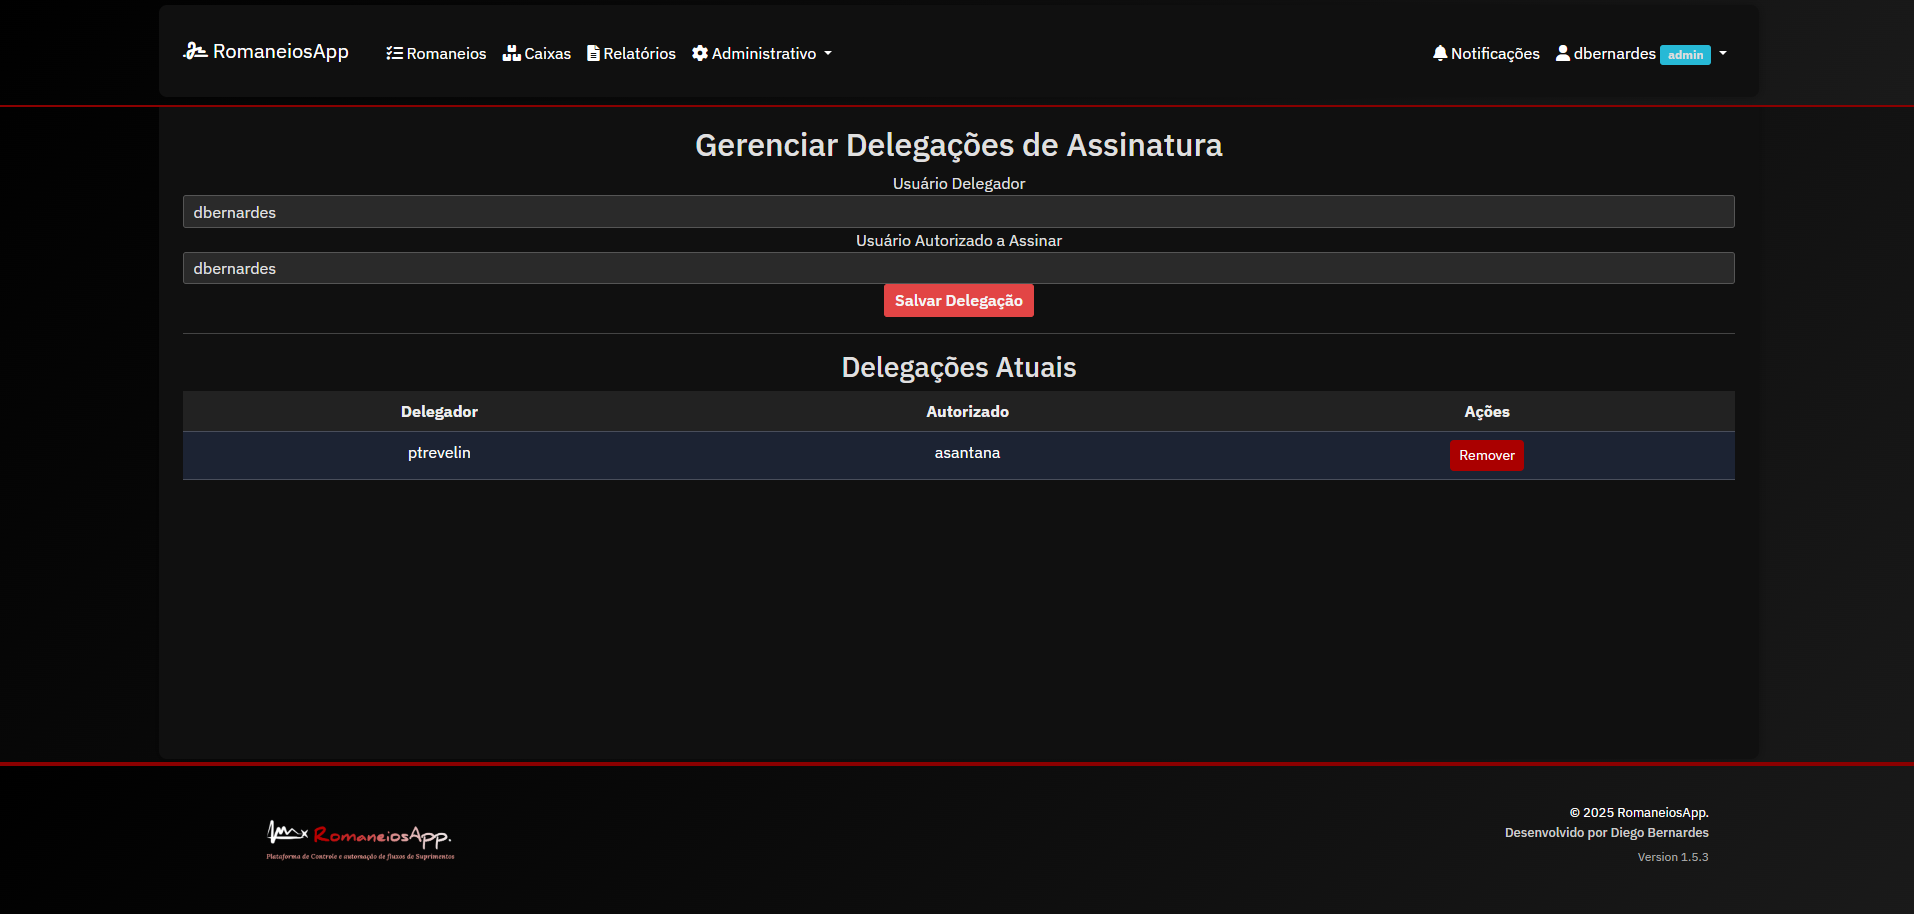 RomaneiosApp
Romaneios
Caixas
Relatórios
Administrativo
Notificações
dbernardes admin
Gerenciar Delegações de Assinatura
Usuário Delegador
dbernardes
Usuário Autorizado a Assinar
dbernardes
Salvar Delegação
Delegações Atuais
Delegador Autorizado Ações
ptrevelin asantana Remover
RomaneiosApp.
Plataforma de Controle e automação de fluxos de Suprimentos
© 2025 RomaneiosApp.
Desenvolvido por Diego Bernardes
Version 1.5.3